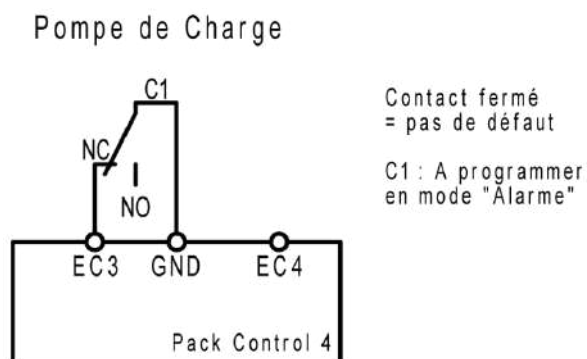 Pompe de Charge
C1
NC
NO
Contact fermé
= pas de défaut
C1 : A programmer
en mode "Alarme"
EC3 GND EC4
Pack Control 4